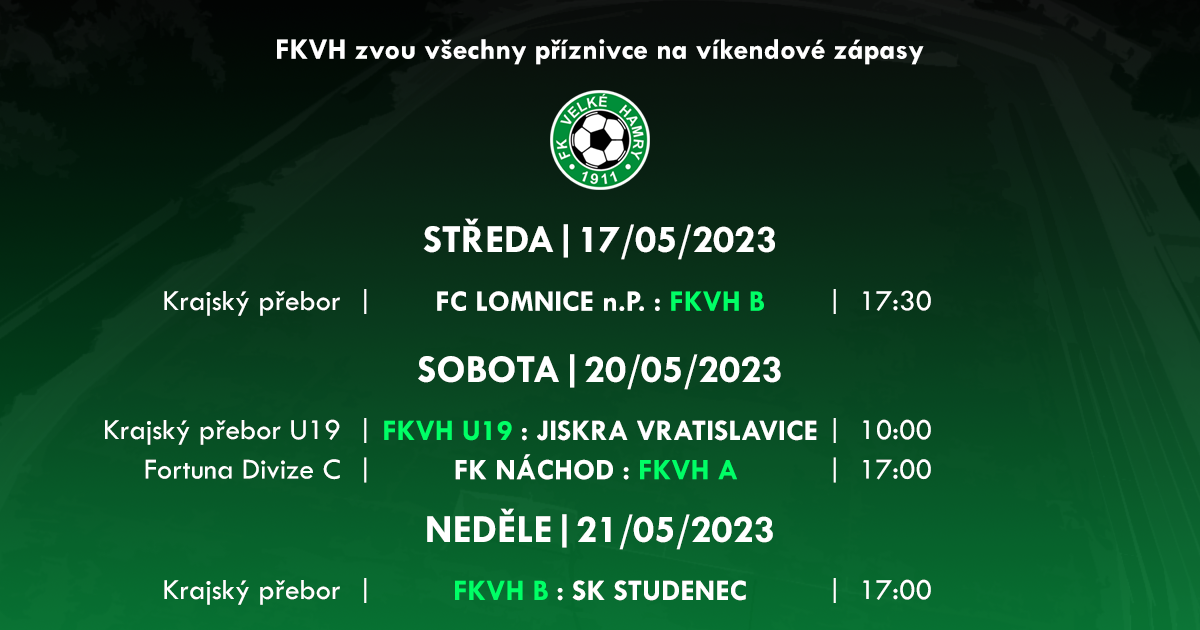 FKVH zvou všechny příznivce na víkendové zápasy
FK VELKÉ HAMRY
1911
STŘEDA | 17/05/2023
Krajský přebor | FC LOMNICE n.P. : FKVH B | 17:30
SOBOTA | 20/05/2023
Krajský přebor U19 | FKVH U19 : JISKRA VRATISLAVICE | 10:00
Fortuna Divize C | FK NÁCHOD : FKVH A | 17:00
NEDĚLE | 21/05/2023
Krajský přebor | FKVH B : SK STUDENEC | 17:00